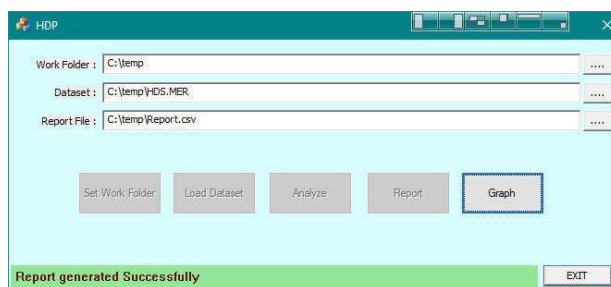 HDP
Work Folder : C:\temp ....
Dataset : C:\temp\HDS.MER ....
Report File : C:\temp\Report.csv ....
Set Work Folder Load Dataset Analyze Report Graph
Report generated Successfully EXIT